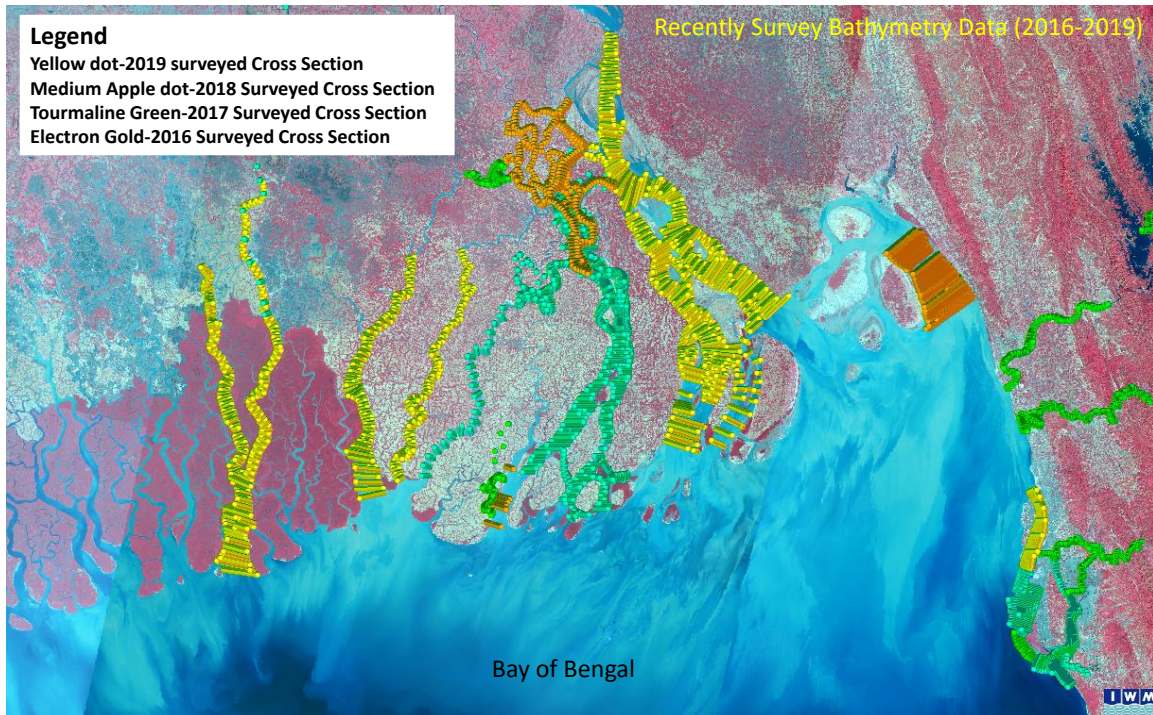 Recently Survey Bathymetry Data (2016-2019)
Legend
Yellow dot-2019 surveyed Cross Section
Medium Apple dot-2018 Surveyed Cross Section
Tourmaline Green-2017 Surveyed Cross Section
Electron Gold-2016 Surveyed Cross Section
Bay of Bengal
IWM